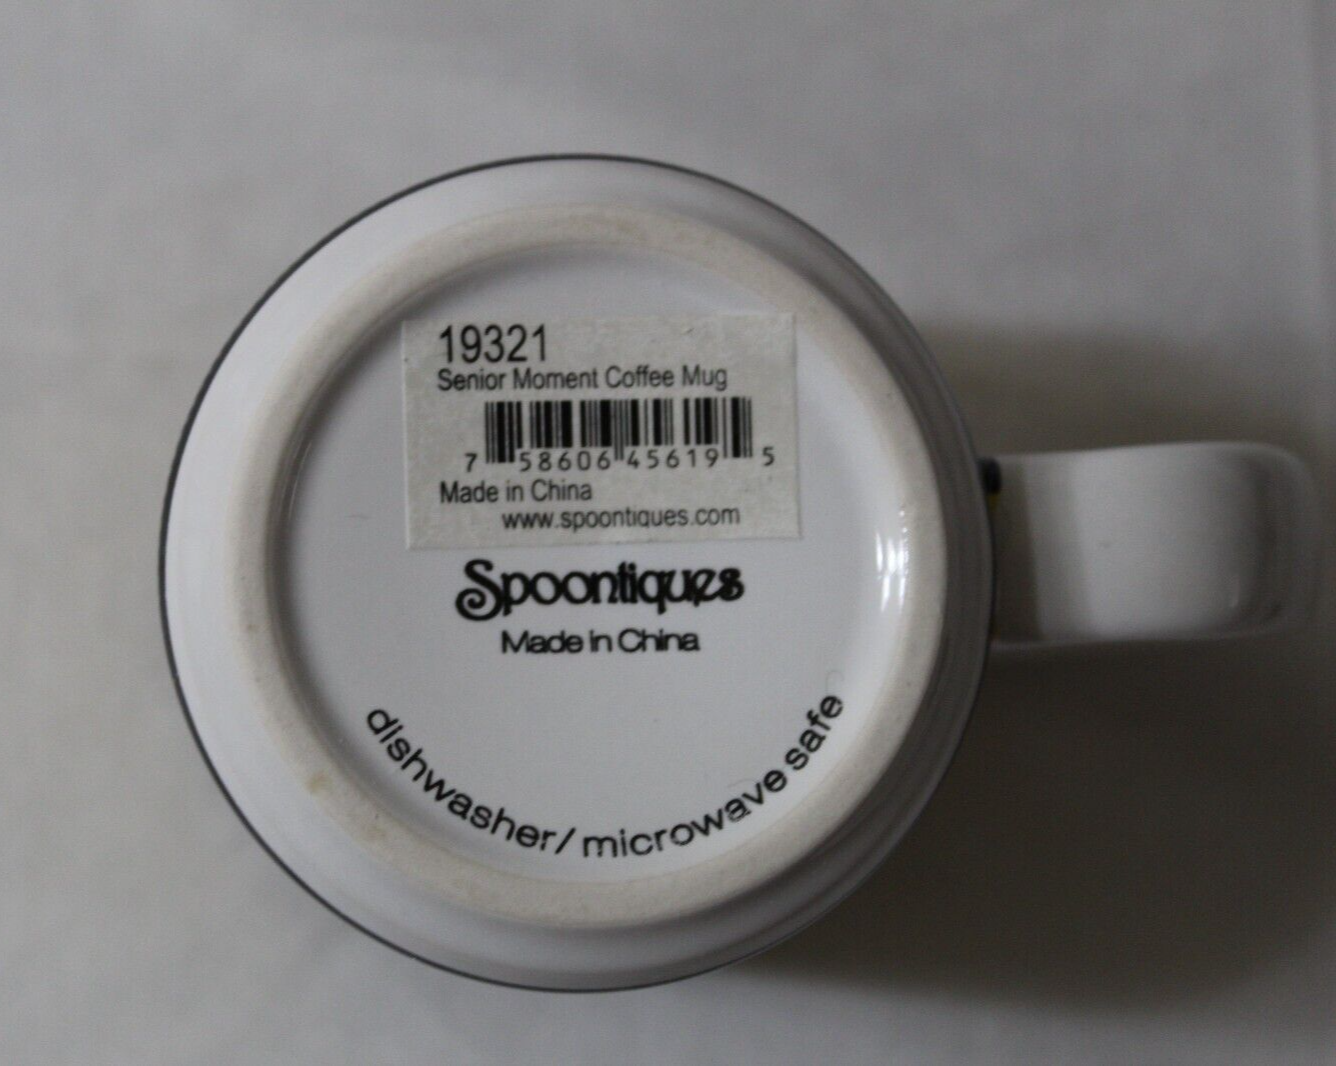 19321
Senior Moment Coffee Mug
7 58606 45619 5
Made in China
www.spoontiques.com
Spoontiques
Made in China
dishwasher/microwave safe